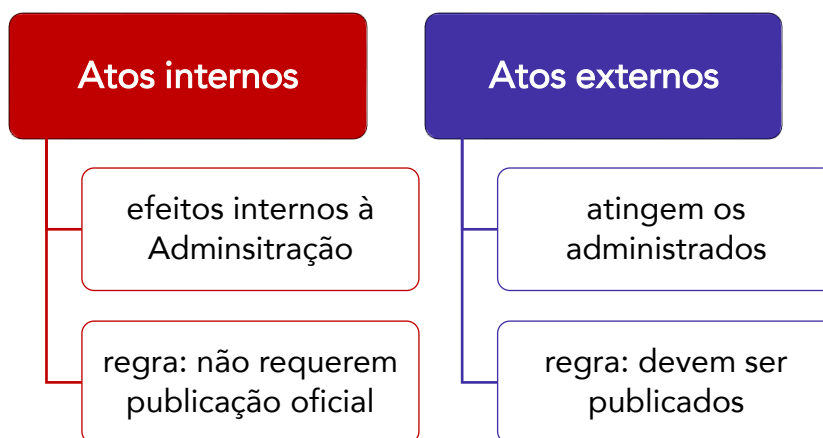 Atos internos
efeitos internos à
Adminsitração
regra: não requerem
publicação oficial
Atos externos
atingem os
administrados
regra: devem ser
publicados